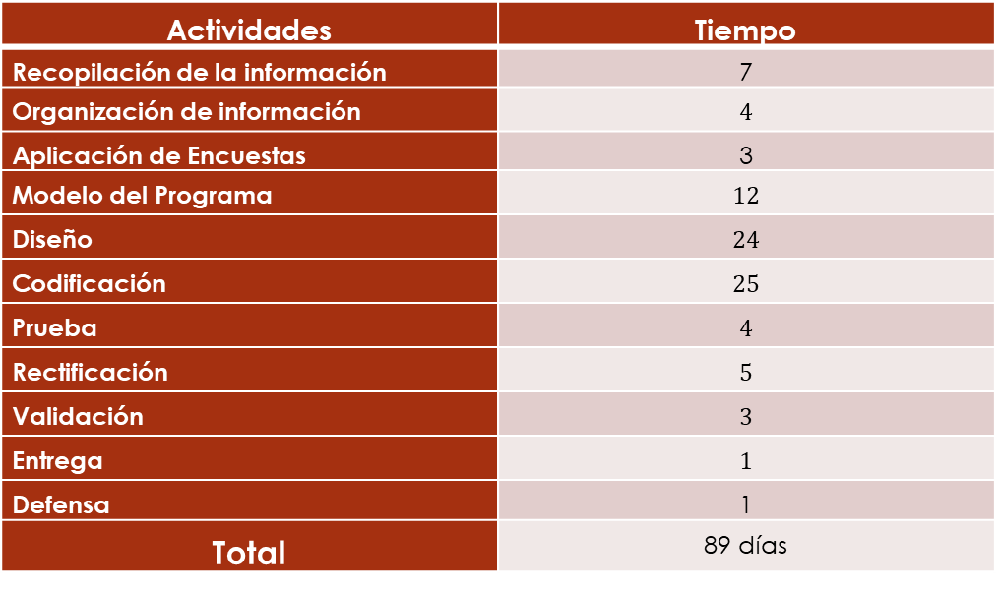 Actividades Tiempo
Recopilación de la información 7
Organización de información 4
Aplicación de Encuestas 3
Modelo del Programa 12
Diseño 24
Codificación 25
Prueba 4
Rectificación 5
Validación 3
Entrega 1
Defensa 1
Total 89 días